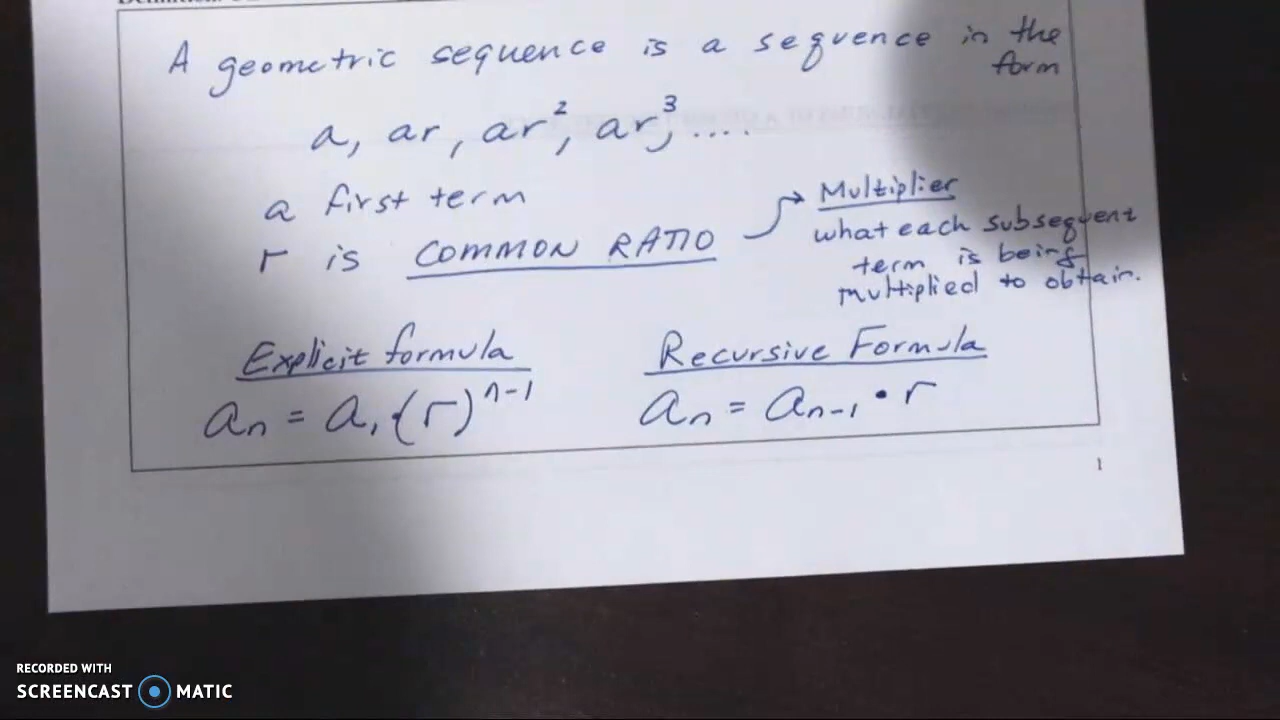 A geometric sequence is a sequence in the
form
a, ar, ar², ar³, ....
a first term
r is COMMON RATIO
Multiplier
what each subsequent
term is being
multiplied to obtain.
Explicit formula
aₙ = a₁·(r)ⁿ⁻¹
Recursive Formula
aₙ = aₙ₋₁ • r
1
RECORDED WITH
SCREENCAST MATIC